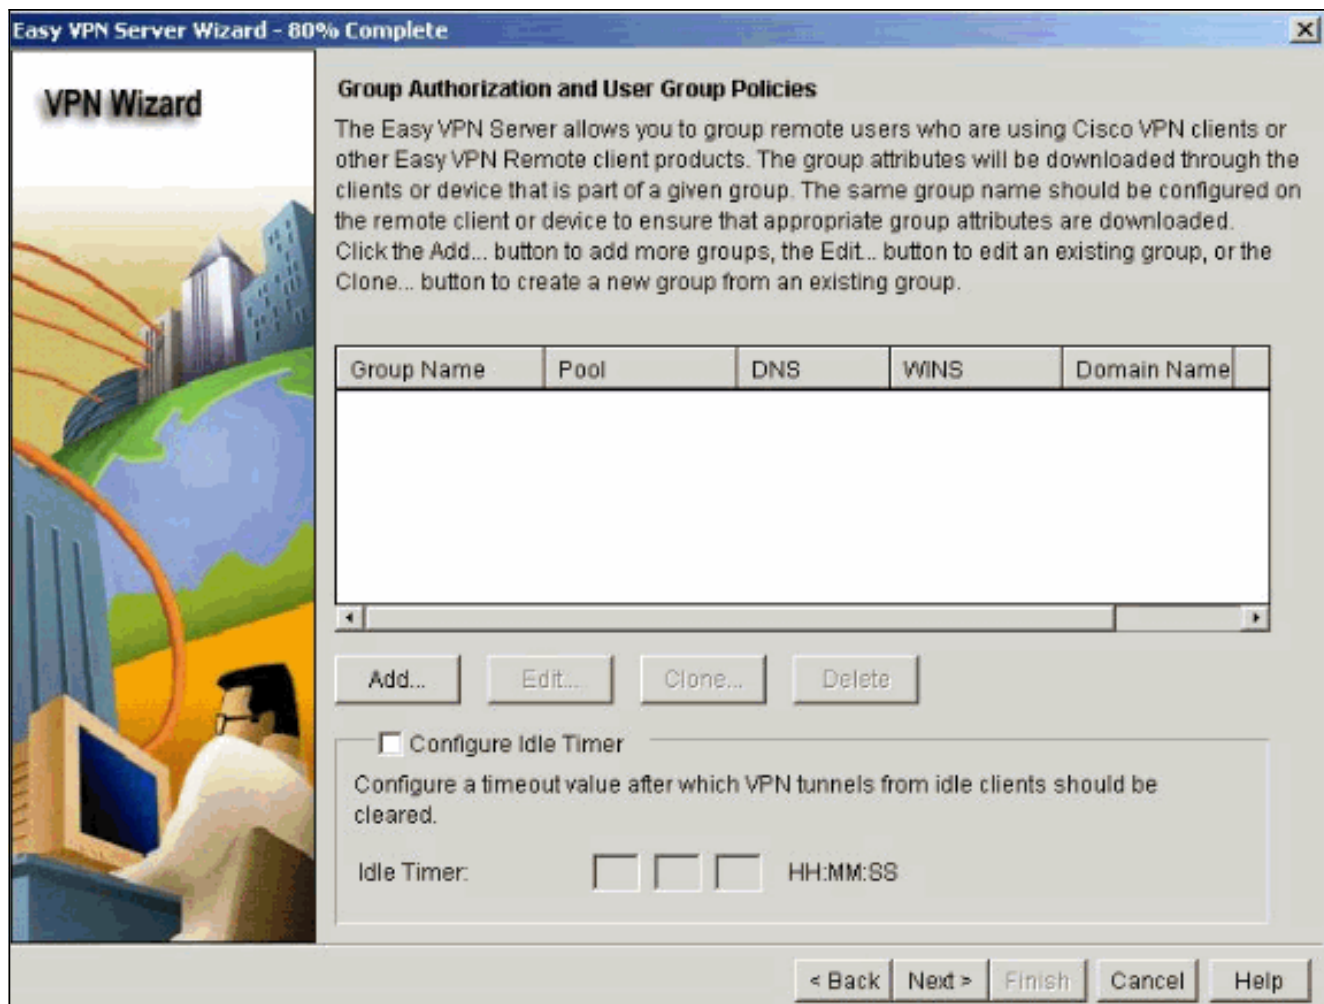 Easy VPN Server Wizard - 80% Complete
VPN Wizard
Group Authorization and User Group Policies
The Easy VPN Server allows you to group remote users who are using Cisco VPN clients or
other Easy VPN Remote client products. The group attributes will be downloaded through the
clients or device that is part of a given group. The same group name should be configured on
the remote client or device to ensure that appropriate group attributes are downloaded.
Click the Add... button to add more groups, the Edit... button to edit an existing group, or the
Clone... button to create a new group from an existing group.
Group Name Pool DNS WINS Domain Name
Add... Edit... Clone... Delete
Configure Idle Timer
Configure a timeout value after which VPN tunnels from idle clients should be
cleared.
Idle Timer: HH:MM:SS
< Back Next > Finish Cancel Help